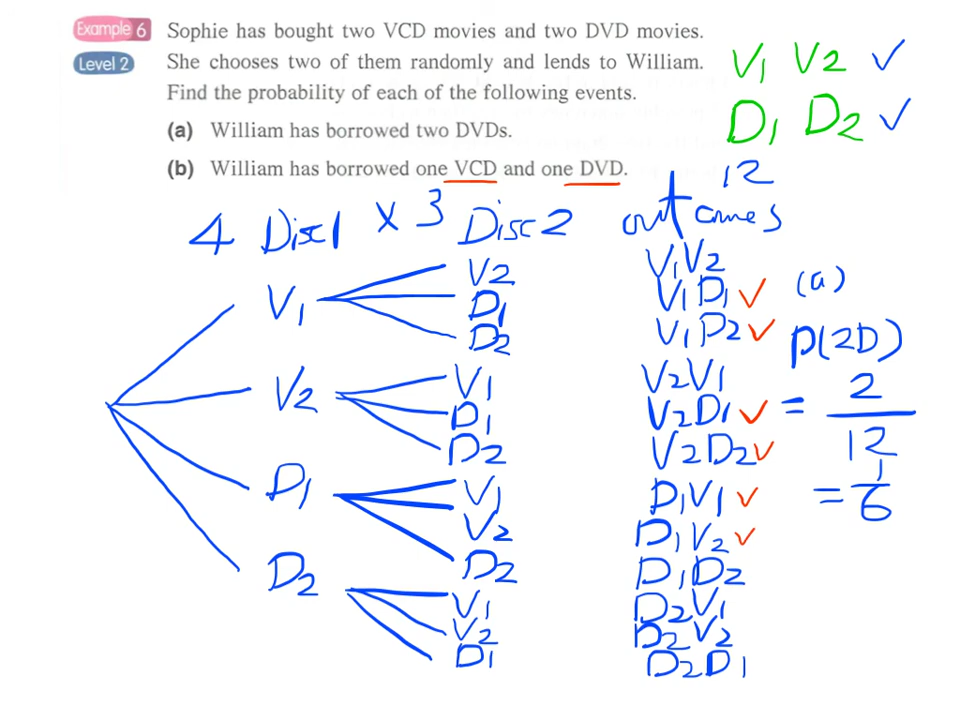 Example 6 Sophie has bought two VCD movies and two DVD movies.
Level 2 She chooses two of them randomly and lends to William.
Find the probability of each of the following events.
(a) William has borrowed two DVDs.
(b) William has borrowed one VCD and one DVD.
V1 V2 ✓
D1 D2 ✓
12
4 Disc1 × 3 Disc2 outcomes
V1 V2 V1V2
D1 V1D1 ✓
D2 V1D2 ✓
V2 V1 V2V1
D1 V2D1 ✓
D2 V2D2 ✓
D1 V1 D1V1 ✓
V2 D1V2 ✓
D2 D1D2
D2 V1 D2V1
V2 D2V2
D1 D2D1
(a)
P(2D)
= 2/12
= 1/6